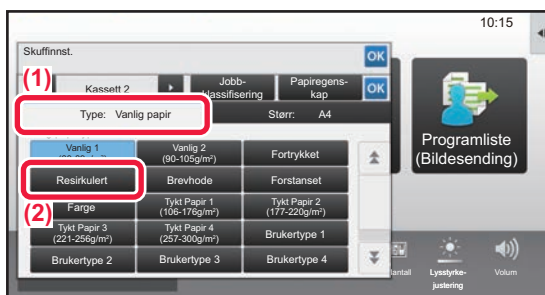 10:15
Skuffinnst.
OK
(1)
Kassett 2
Jobb-
klassifisering
Papiregens-
kap
OK
Type: Vanlig papir
Størr: A4
Vanlig 1
Vanlig 2
(90-105g/m²)
Fortrykket
Resirkulert
Brevhode
Forstanset
(2)
Farge
Tykt Papir 1
(106-176g/m²)
Tykt Papir 2
(177-220g/m²)
Tykt Papir 3
(221-256g/m²)
Tykt Papir 4
(257-300g/m²)
Brukertype 1
Brukertype 2
Brukertype 3
Brukertype 4
Programliste
(Bildesending)
Lysstyrke-
justering
Volum